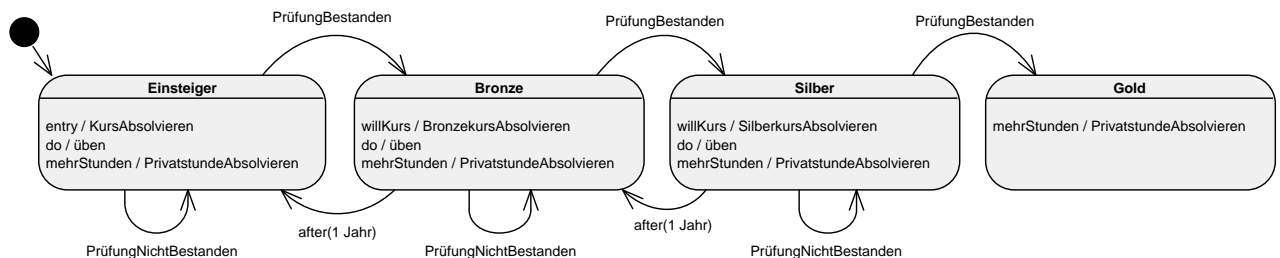 PrüfungBestanden
PrüfungBestanden
PrüfungBestanden
Einsteiger
entry / KursAbsolvieren
do / üben
mehrStunden / PrivatstundeAbsolvieren
Bronze
willKurs / BronzekursAbsolvieren
do / üben
mehrStunden / PrivatstundeAbsolvieren
Silber
willKurs / SilberkursAbsolvieren
do / üben
mehrStunden / PrivatstundeAbsolvieren
Gold
mehrStunden / PrivatstundeAbsolvieren
PrüfungNichtBestanden
after(1 Jahr)
PrüfungNichtBestanden
after(1 Jahr)
PrüfungNichtBestanden